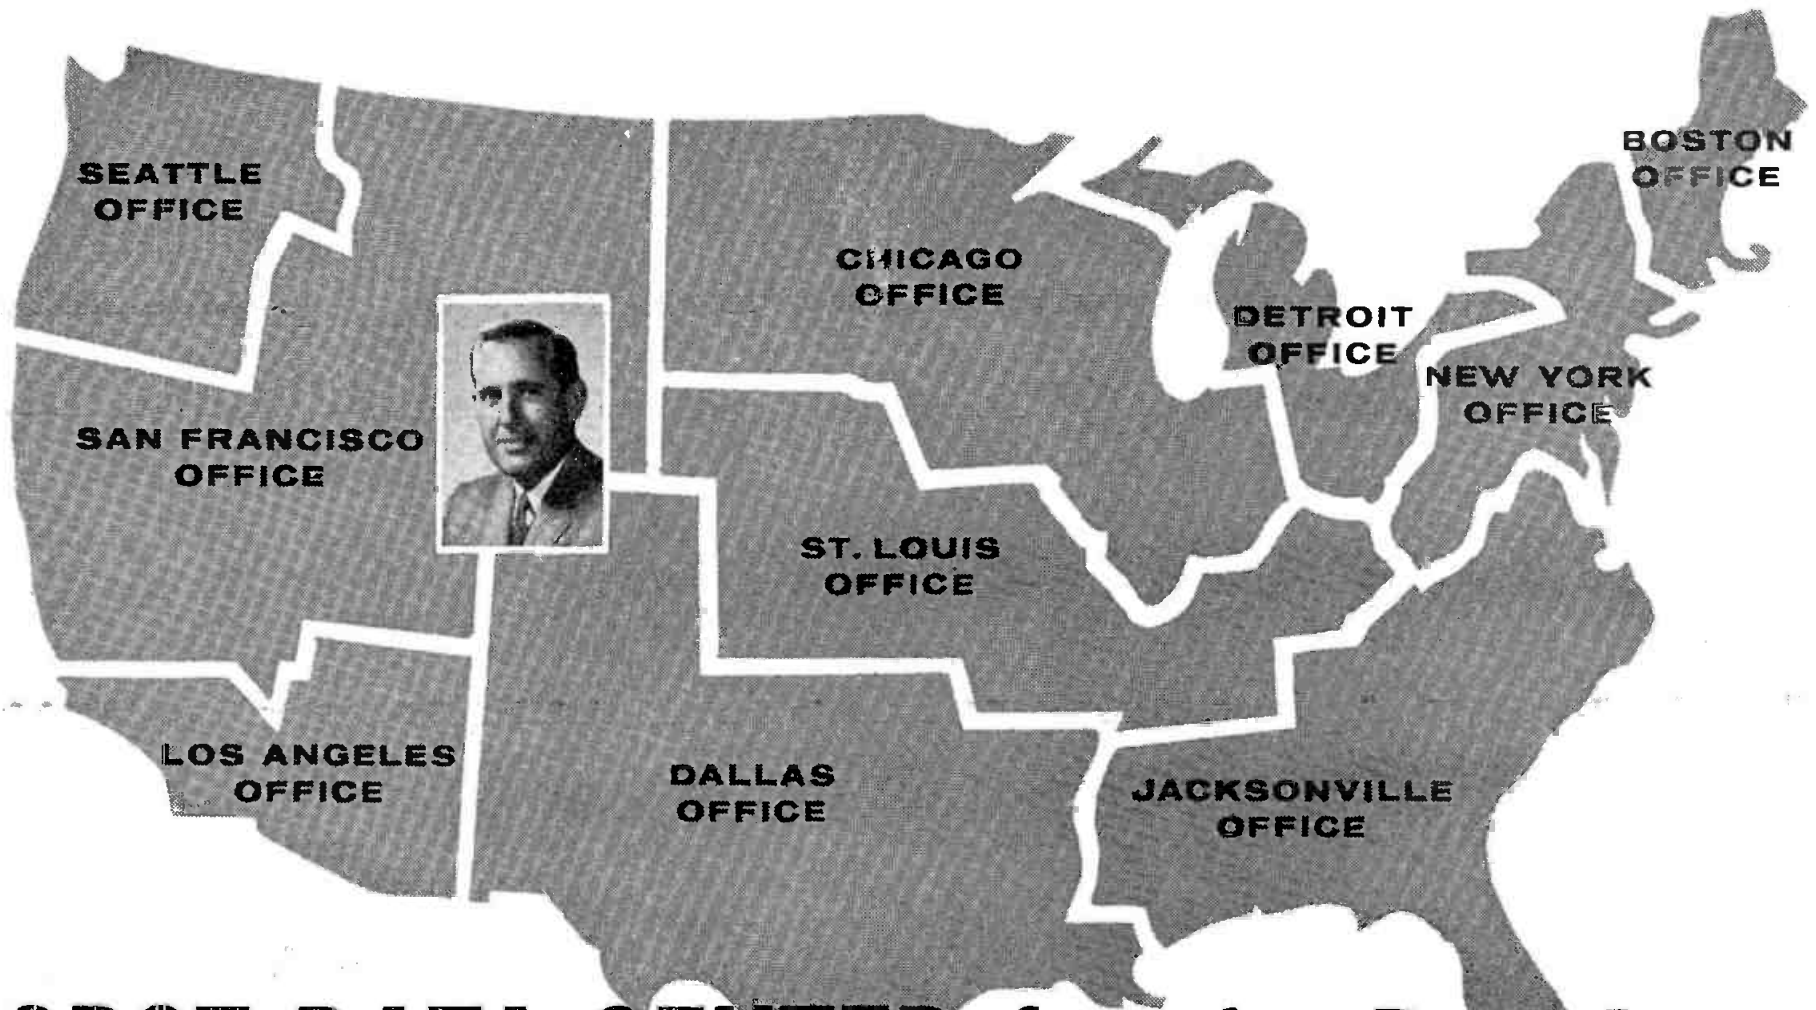 BOSTON
OFFICE
SEATTLE
OFFICE
CHICAGO
OFFICE
DETROIT
OFFICE
NEW YORK
OFFICE
SAN FRANCISCO
OFFICE
ST. LOUIS
OFFICE
LOS ANGELES
OFFICE
DALLAS
OFFICE
JACKSONVILLE
OFFICE